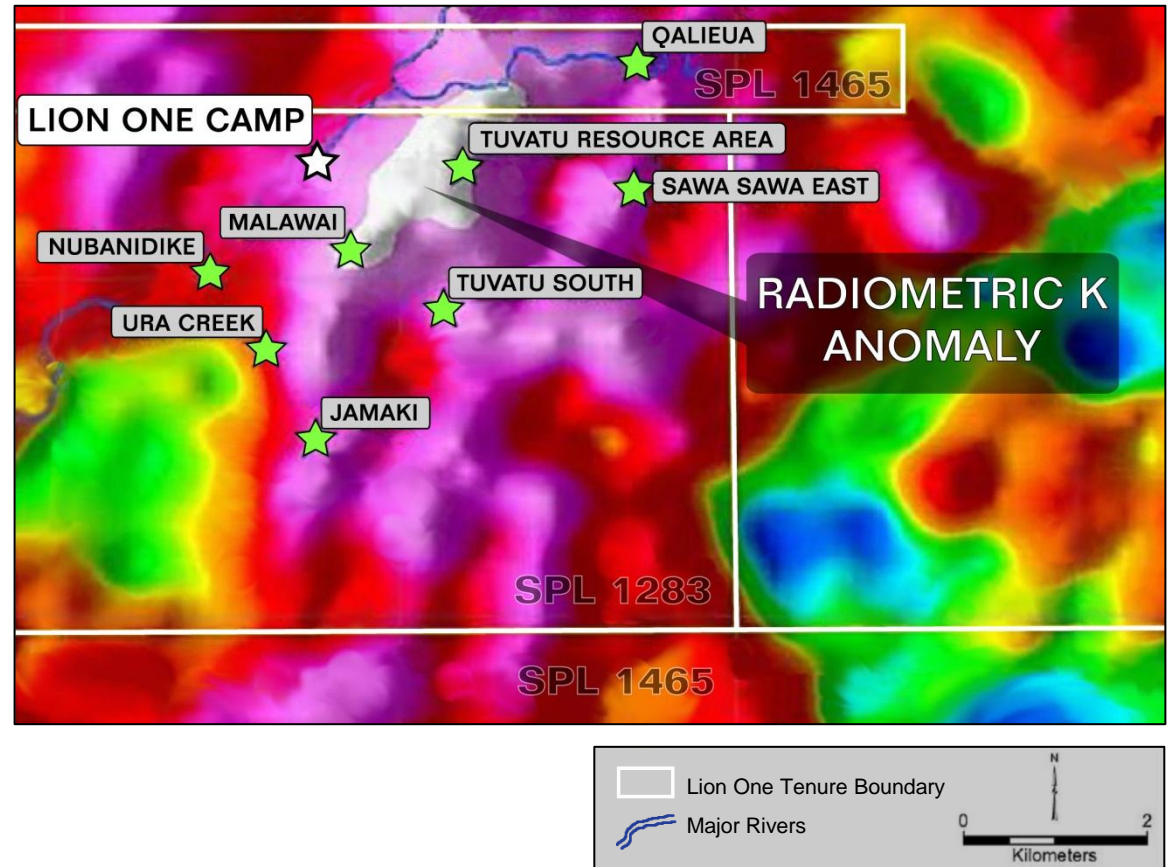 QALIEUA
SPL 1465
LION ONE CAMP
TUVATU RESOURCE AREA
SAWA SAWA EAST
MALAWAI
NUBANIDIKE
TUVATU SOUTH
RADIOMETRIC K
ANOMALY
URA CREEK
JAMAKI
SPL 1283
SPL 1465
Lion One Tenure Boundary
Major Rivers
N
0 2
Kilometers